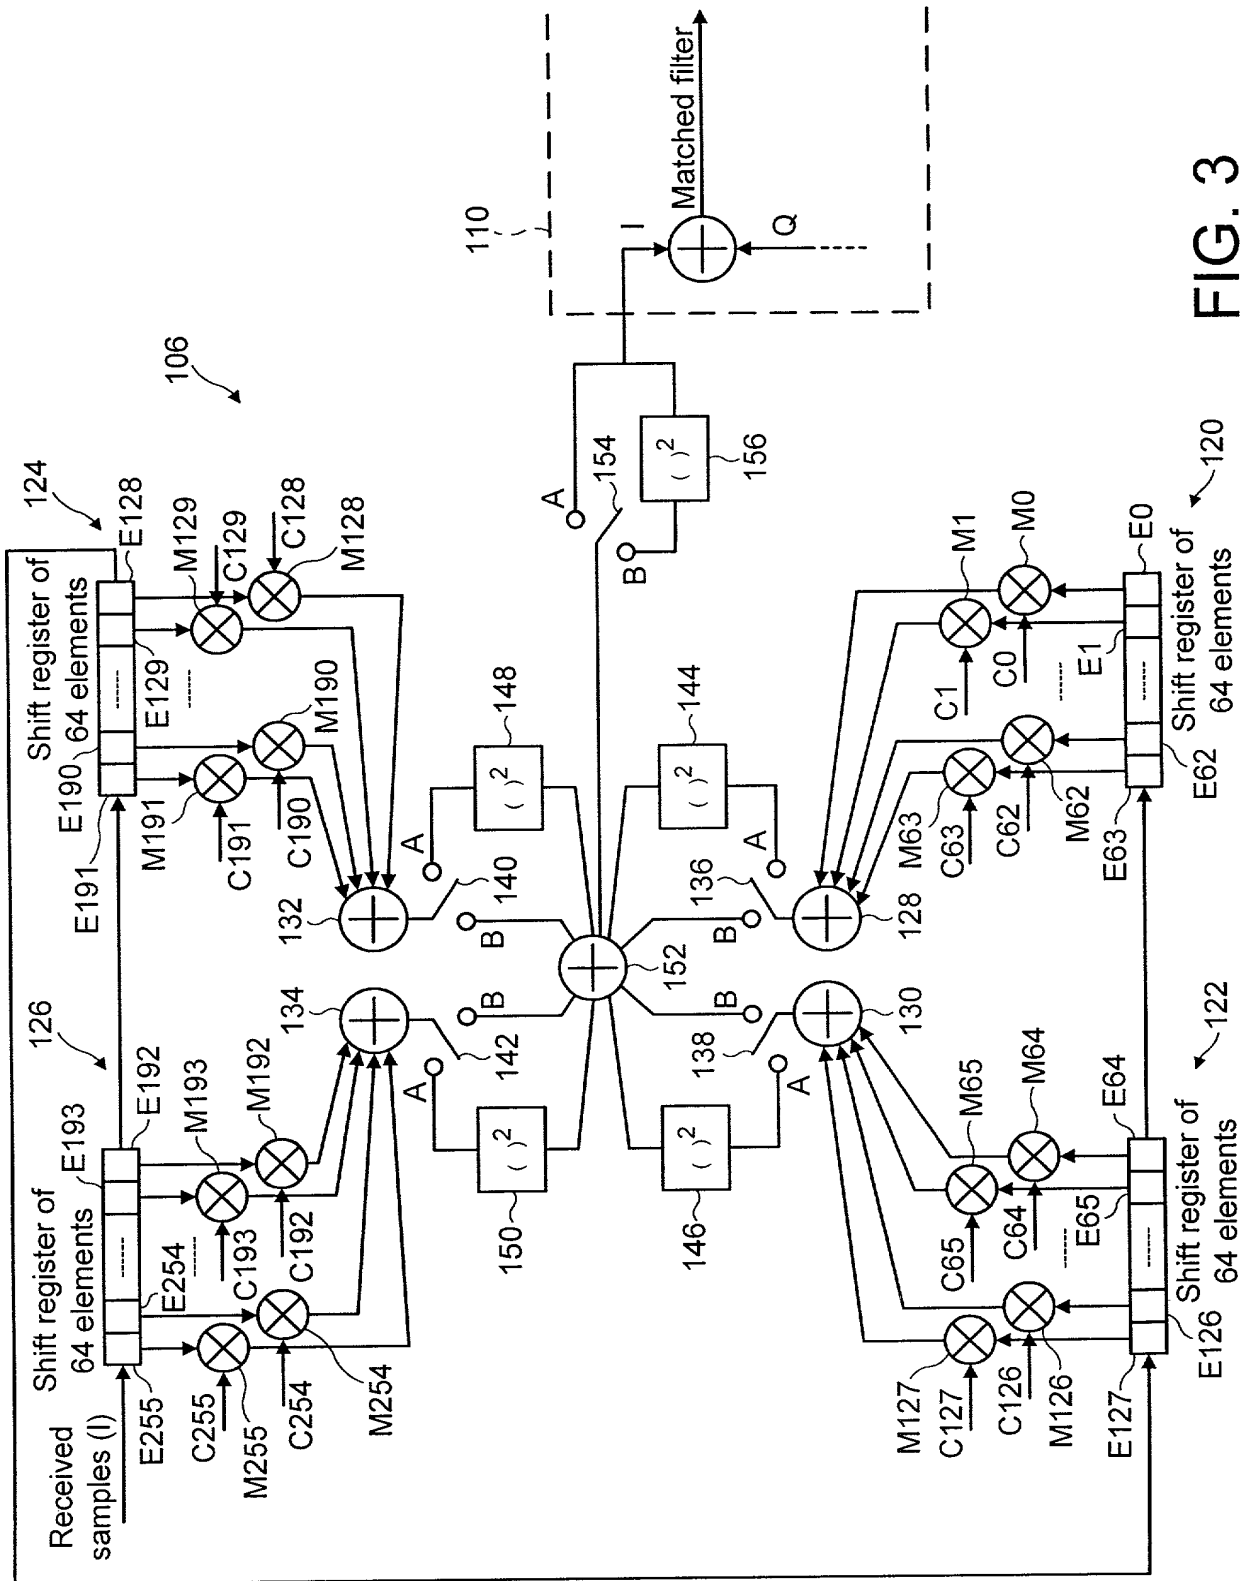 106
124
126
Shift register of
64 elements
E190
E191
E129
E128
M129
C129
C128
M128
M191
C191
M190
C190
132
140
A
B
( )²
148
Shift register of
64 elements
E193
E192
E254
E255
Received
samples (I)
M193
M192
C193
C192
C255
M255
C254
M254
134
142
A
B
( )²
150
152
154
A
B
( )²
156
110
I
Q
Matched filter
( )²
144
A
B
136
128
( )²
146
A
B
138
130
M1
M0
C1
C0
M63
C63
C62
M62
E63
E62
E1
E0
Shift register of
64 elements
120
M65
M64
C65
C64
M127
C127
C126
M126
E127
E126
E65
E64
Shift register of
64 elements
122
FIG. 3